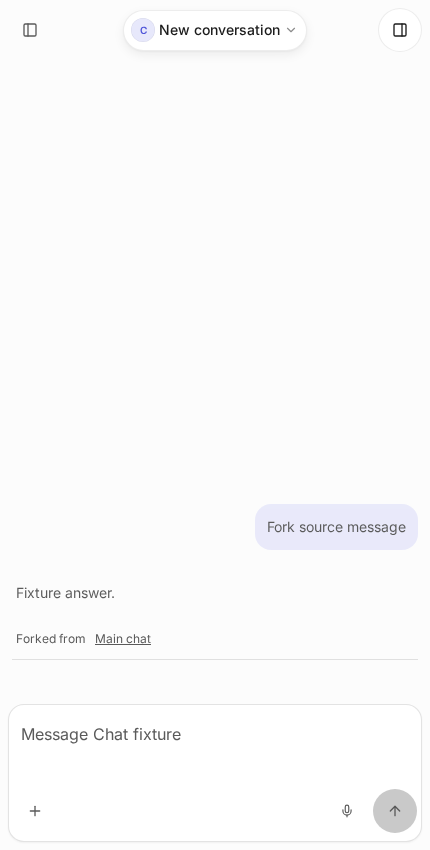 C New conversation
Fork source message
Fixture answer.
Forked from Main chat
Message Chat fixture